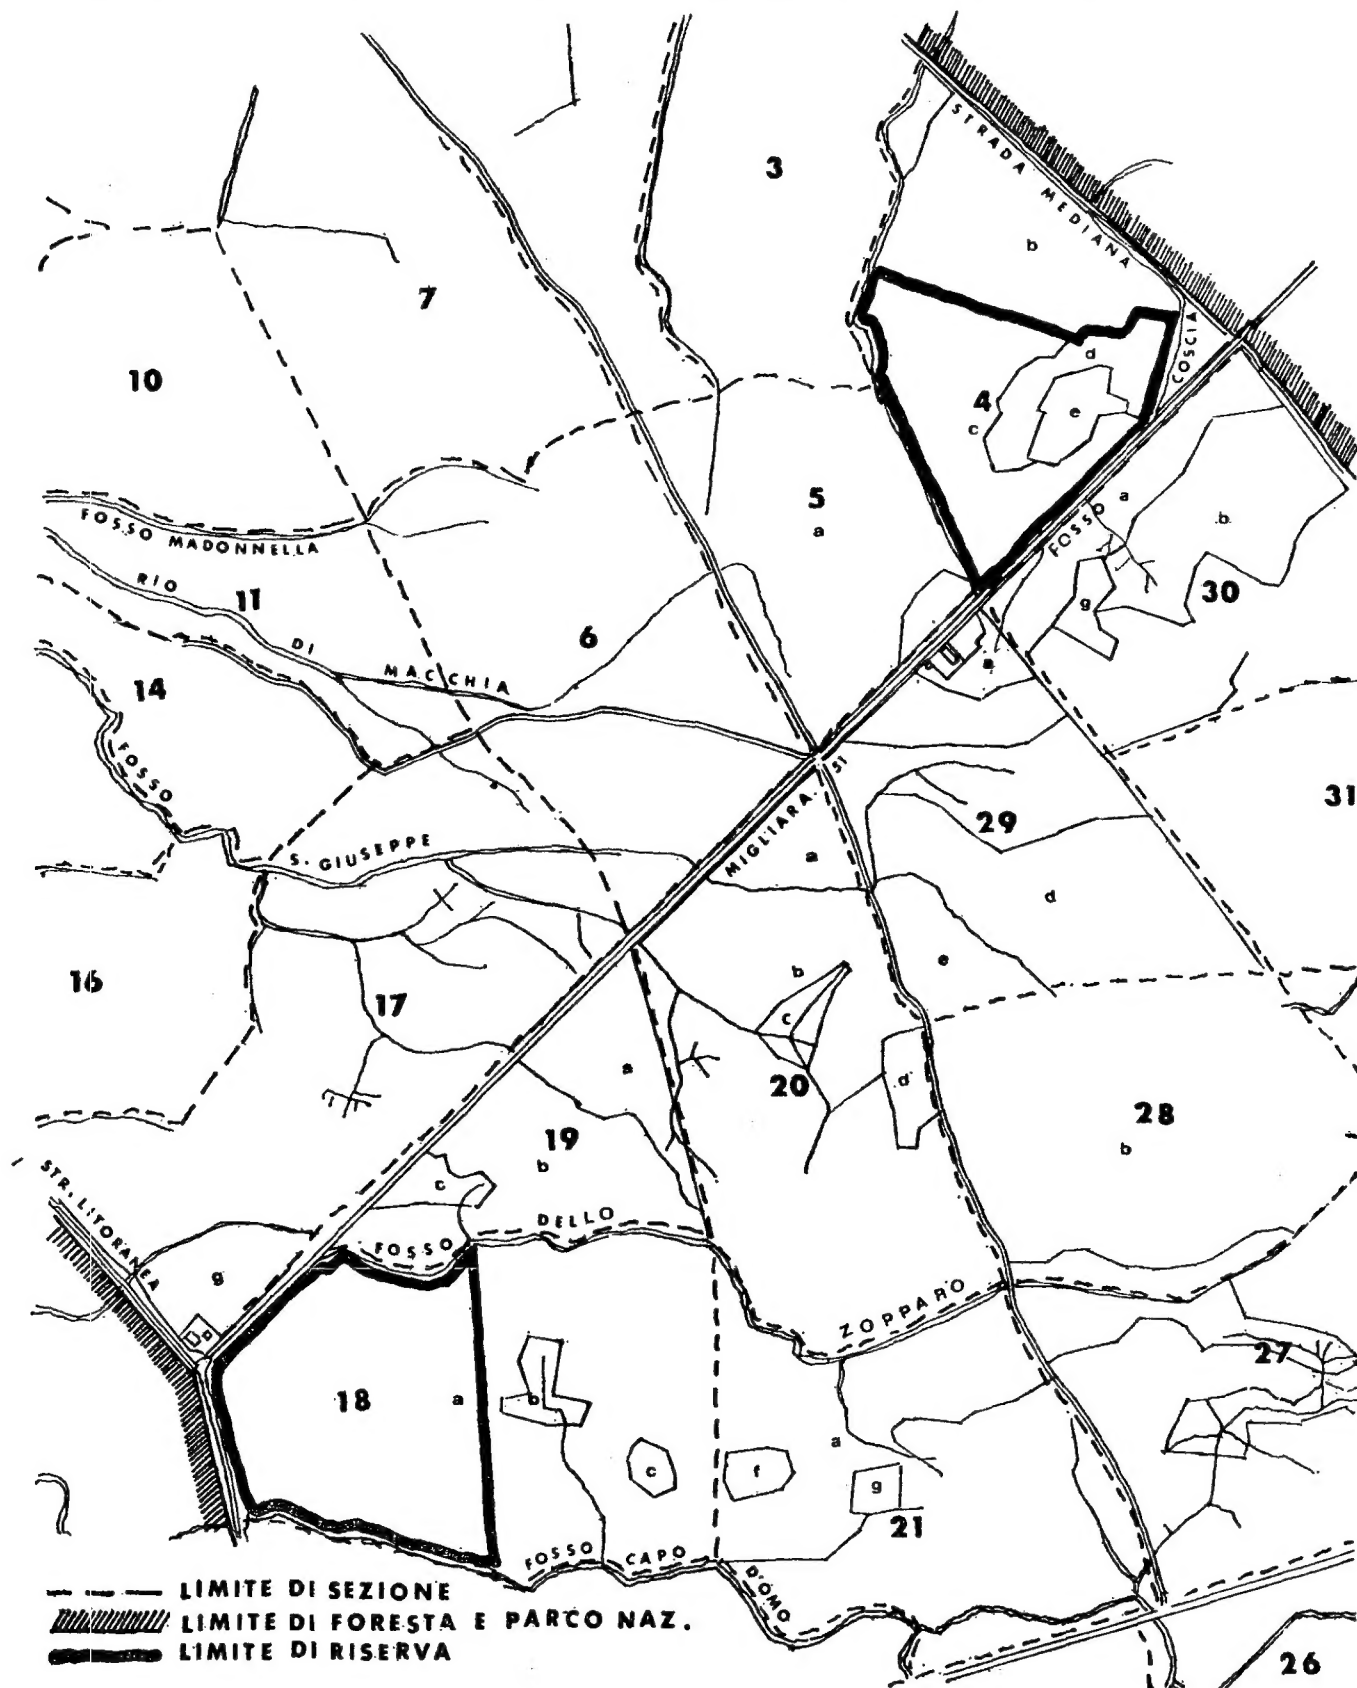 3
STRADA MEDIANA
b
7
10
COSCIA
d
4
e
c
5
a
FOSSO
a
b
FOSSO MADONNELLA
RIO DI MACCHIA
11
6
g
30
a
14
FOSSO S. GIUSEPPE
MIGLIARA 51
31
29
a
d
16
17
b
e
c
a
20
d
28
19
b
b
c
STR. LITORANEA
FOSSO DELLO ZOPPARO
g
27
18
a
b
a
c
f
g
21
FOSSO CAPO D'OMO
LIMITE DI SEZIONE
LIMITE DI FORESTA E PARCO NAZ.
LIMITE DI RISERVA
26